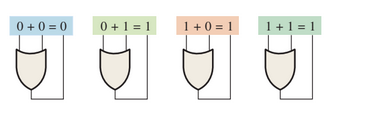 0 + 0 = 0
0 + 1 = 1
1 + 0 = 1
1 + 1 = 1